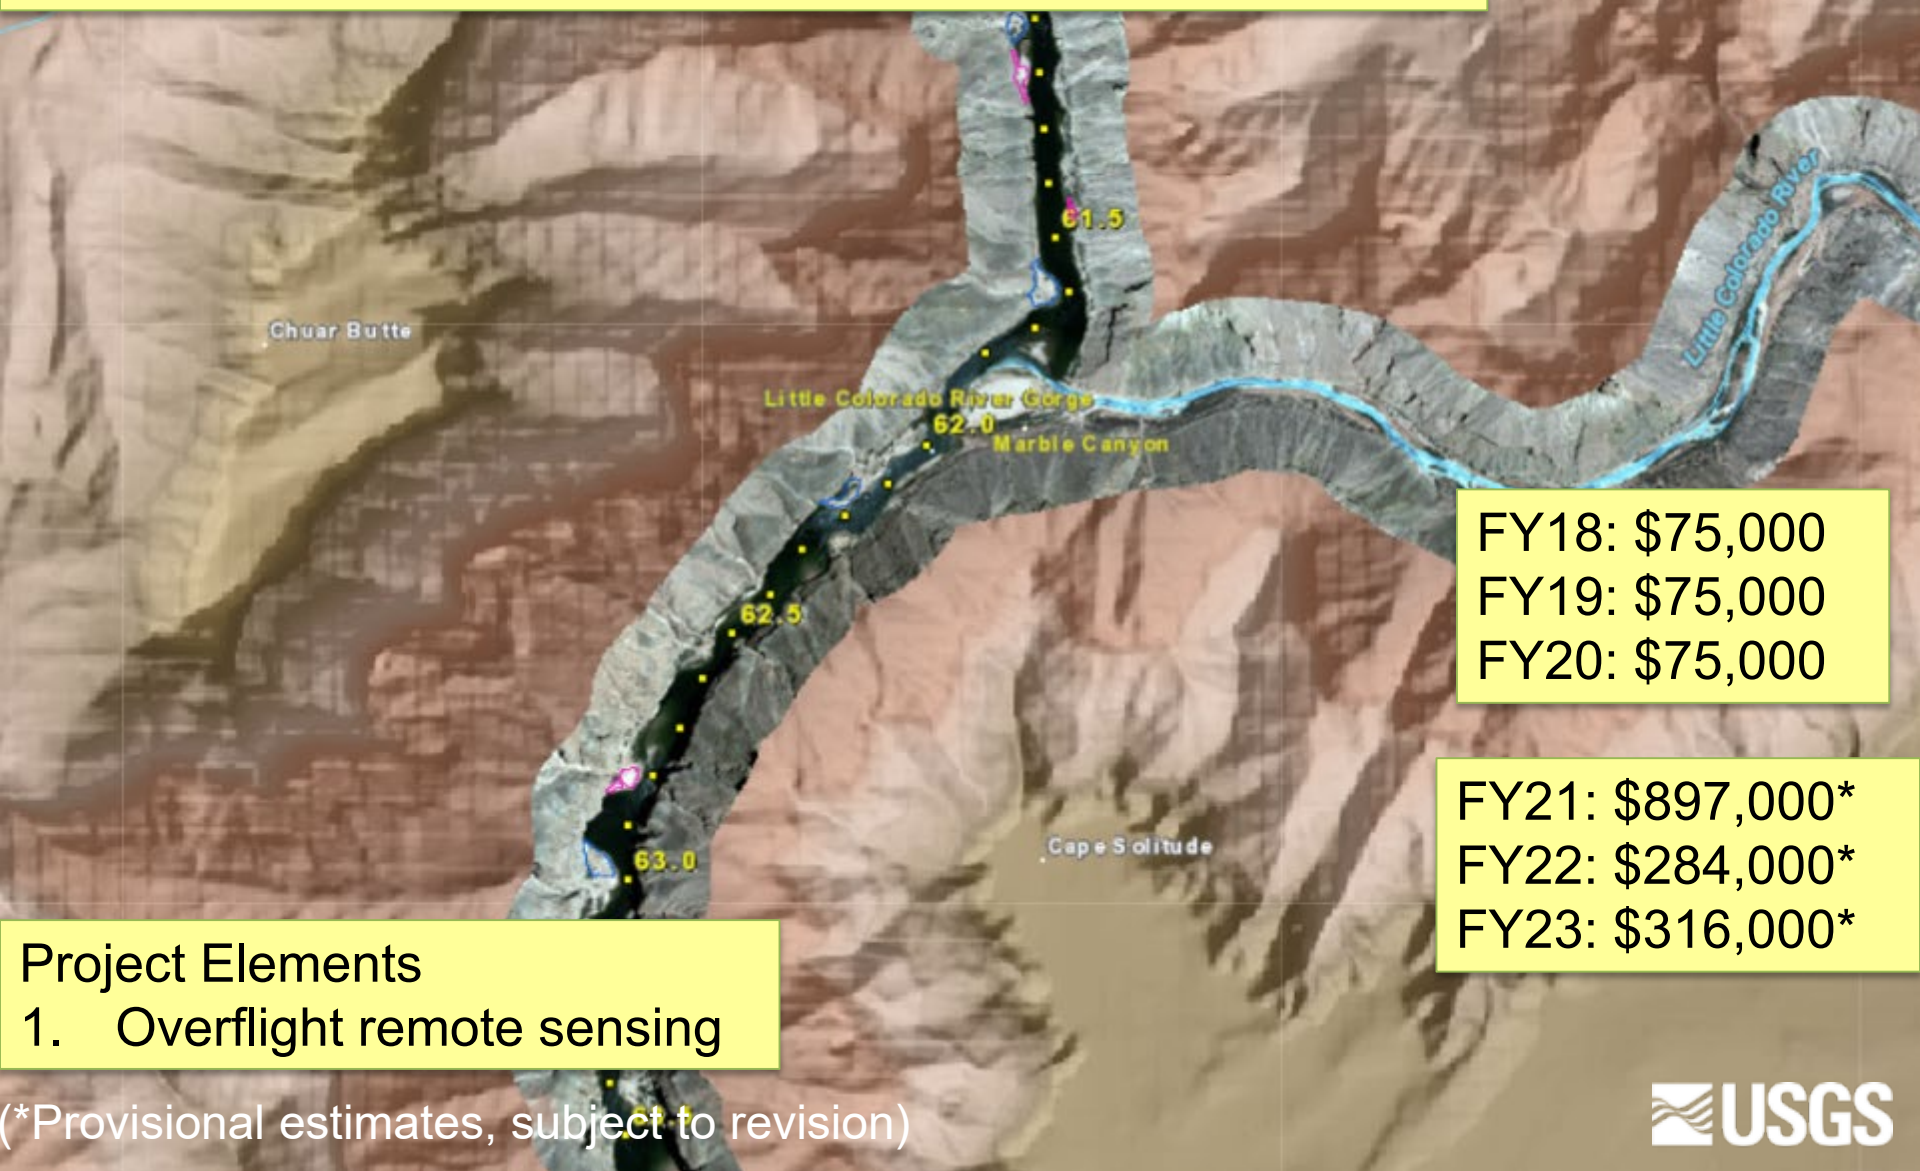 61.5
Little Colorado River
Chuar Butte
Little Colorado River Gorge
62.0
Marble Canyon
FY18: $75,000
FY19: $75,000
FY20: $75,000
62.5
FY21: $897,000*
FY22: $284,000*
FY23: $316,000*
Cape Solitude
63.0
Project Elements
1. Overflight remote sensing
(*Provisional estimates, subject to revision)
USGS